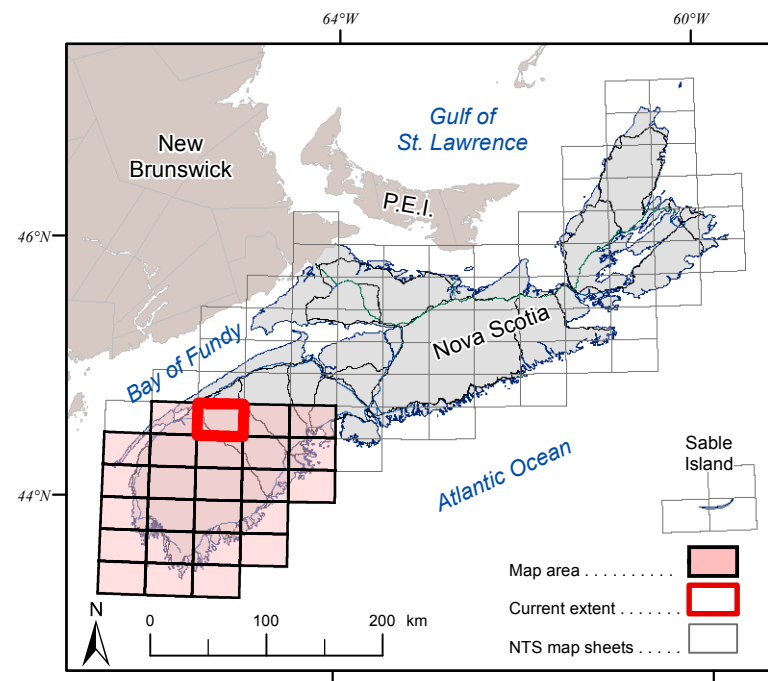 64°W 60°W
Gulf of
St. Lawrence
New
Brunswick
P.E.I.
46°N
Nova Scotia
Bay of Fundy
Sable
Island
Atlantic Ocean
44°N
Map area . . . . . . . . . .
Current extent . . . . . . .
NTS map sheets . . . . .
N
0 100 200 km